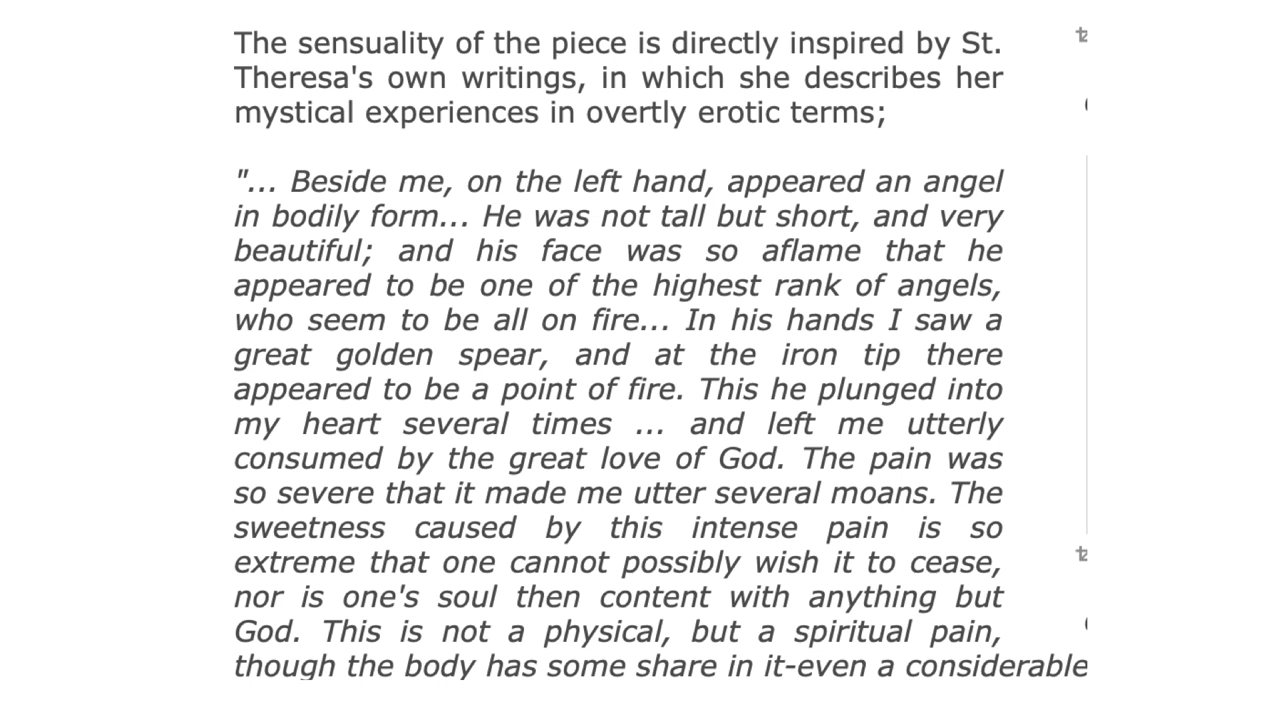 The sensuality of the piece is directly inspired by St.
Theresa's own writings, in which she describes her
mystical experiences in overtly erotic terms;
"... Beside me, on the left hand, appeared an angel
in bodily form... He was not tall but short, and very
beautiful; and his face was so aflame that he
appeared to be one of the highest rank of angels,
who seem to be all on fire... In his hands I saw a
great golden spear, and at the iron tip there
appeared to be a point of fire. This he plunged into
my heart several times ... and left me utterly
consumed by the great love of God. The pain was
so severe that it made me utter several moans. The
sweetness caused by this intense pain is so
extreme that one cannot possibly wish it to cease,
nor is one's soul then content with anything but
God. This is not a physical, but a spiritual pain,
though the body has some share in it-even a considerable